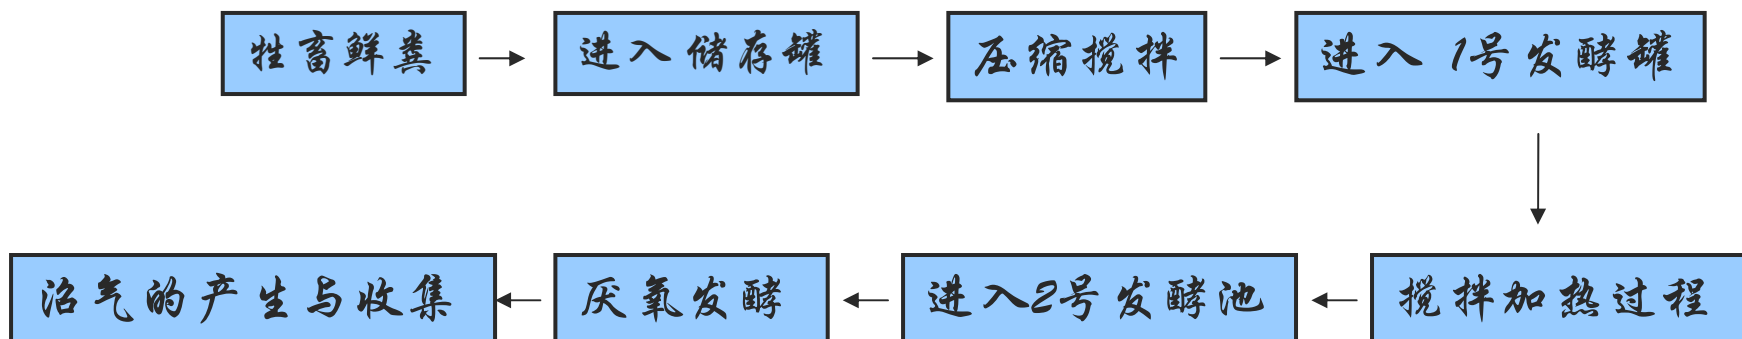 牲畜鲜粪
进入储存罐
压缩搅拌
进入 1号发酵罐
搅拌加热过程
进入2号发酵池
厌氧发酵
沼气的产生与收集